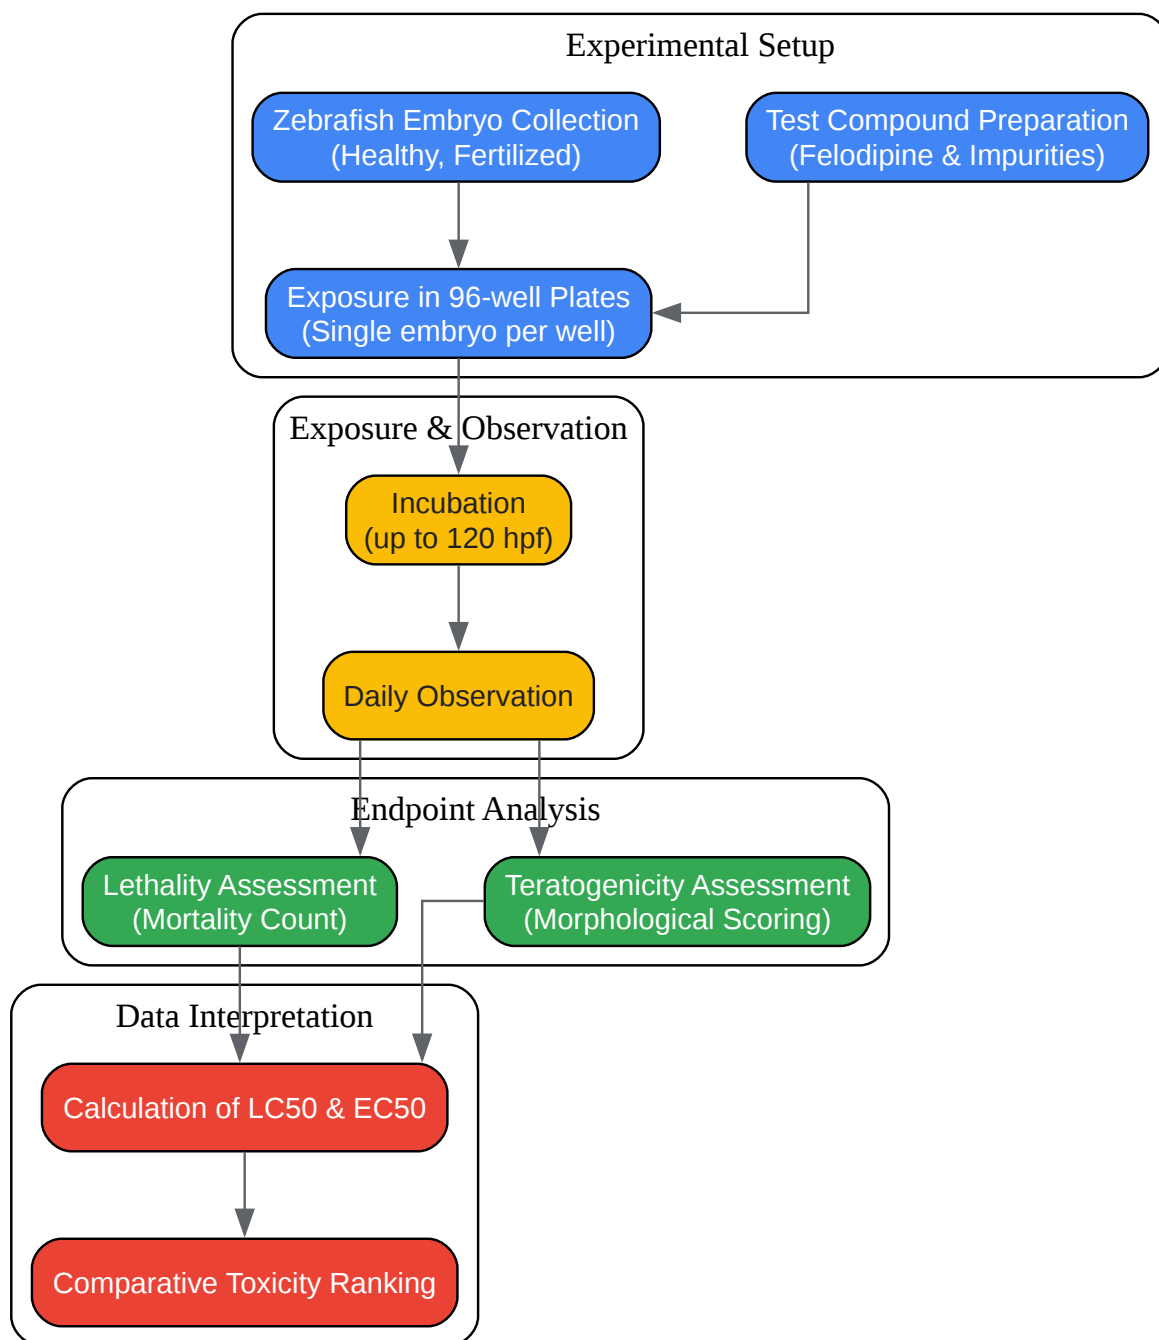 Experimental Setup
Zebrafish Embryo Collection
(Healthy, Fertilized)
Test Compound Preparation
(Felodipine & Impurities)
Exposure in 96-well Plates
(Single embryo per well)
Exposure & Observation
Incubation
(up to 120 hpf)
Daily Observation
Endpoint Analysis
Lethality Assessment
(Mortality Count)
Teratogenicity Assessment
(Morphological Scoring)
Data Interpretation
Calculation of LC50 & EC50
Comparative Toxicity Ranking